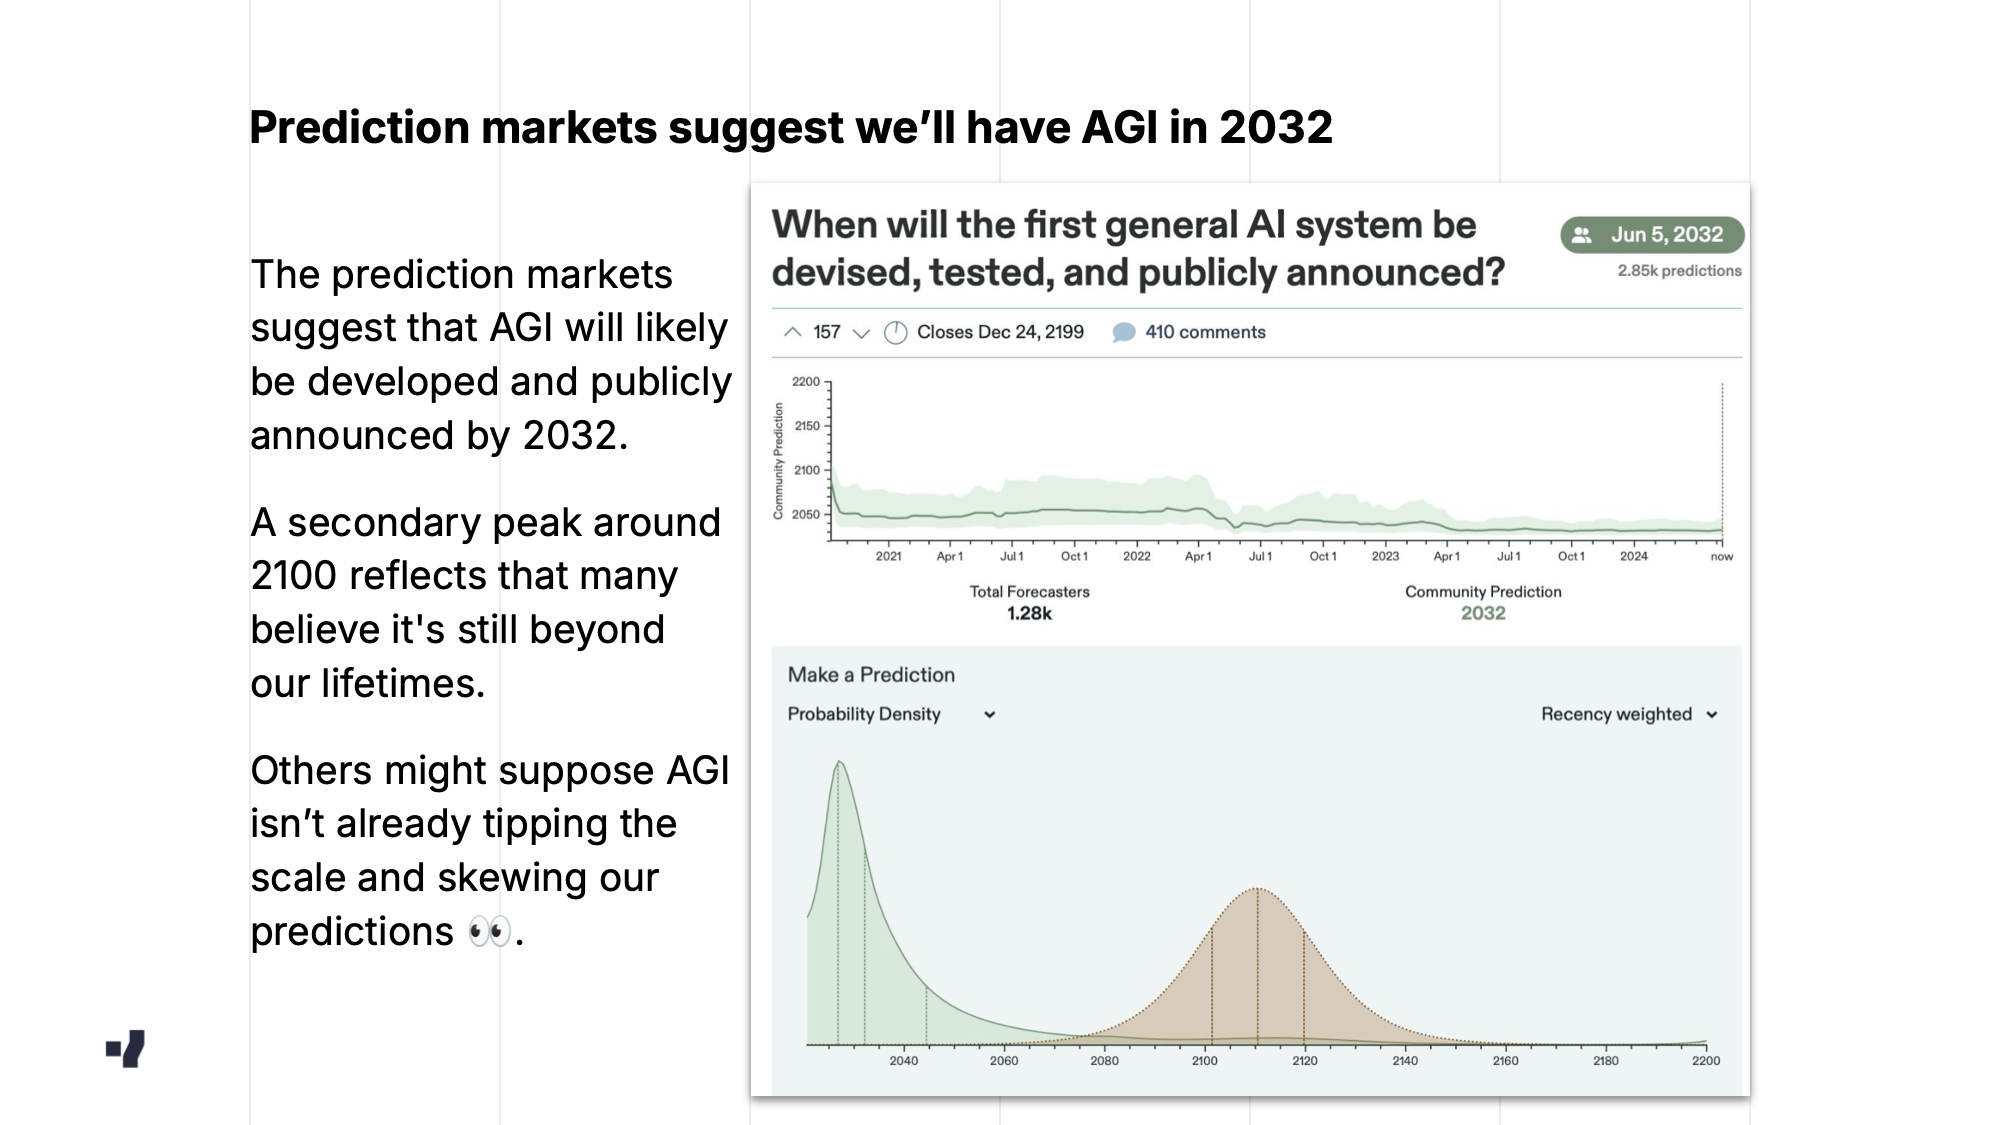 Prediction markets suggest we’ll have AGI in 2032
The prediction markets
suggest that AGI will likely
be developed and publicly
announced by 2032.
A secondary peak around
2100 reflects that many
believe it's still beyond
our lifetimes.
Others might suppose AGI
isn’t already tipping the
scale and skewing our
predictions 👀.
When will the first general AI system be
devised, tested, and publicly announced?
Jun 5, 2032
2.85k predictions
157
Closes Dec 24, 2199
410 comments
Community Prediction
2200
2150
2100
2050
2021 Apr 1 Jul 1 Oct 1 2022 Apr 1 Jul 1 Oct 1 2023 Apr 1 Jul 1 Oct 1 2024 now
Total Forecasters
1.28k
Community Prediction
2032
Make a Prediction
Probability Density
Recency weighted
2040 2060 2080 2100 2120 2140 2160 2180 2200